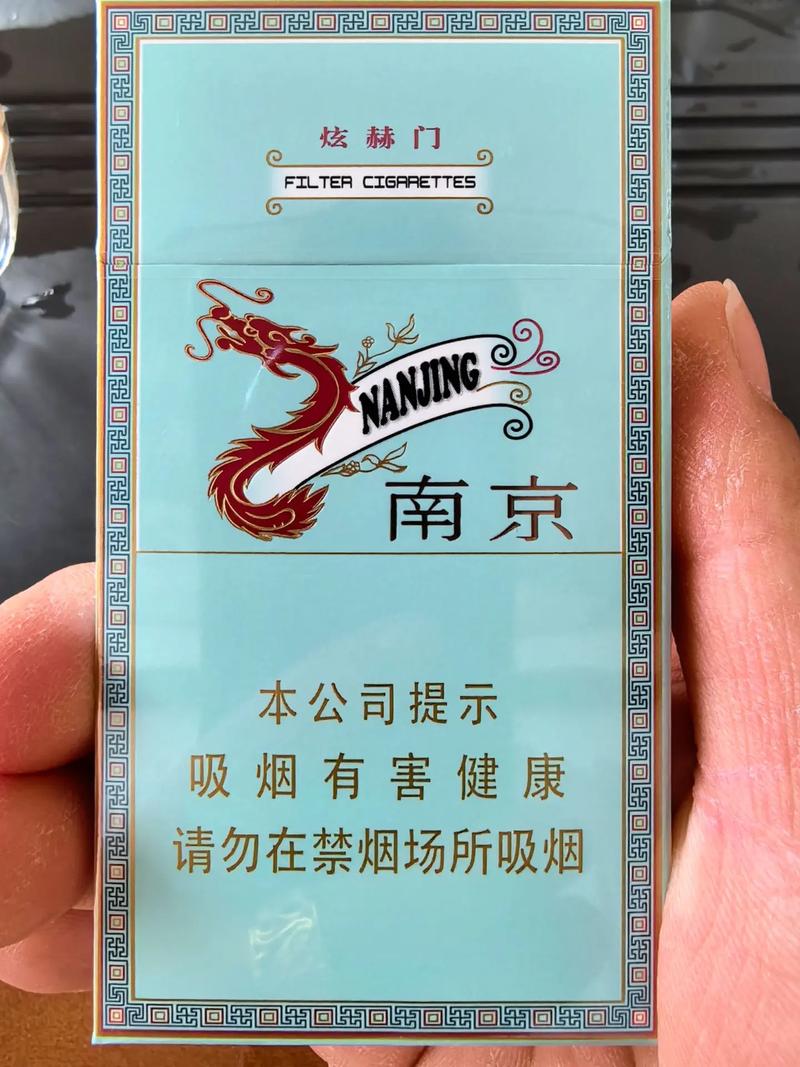 炫赫门
FILTER CIGARETTES
NANJING
南京
本公司提示
吸烟有害健康
请勿在禁烟场所吸烟